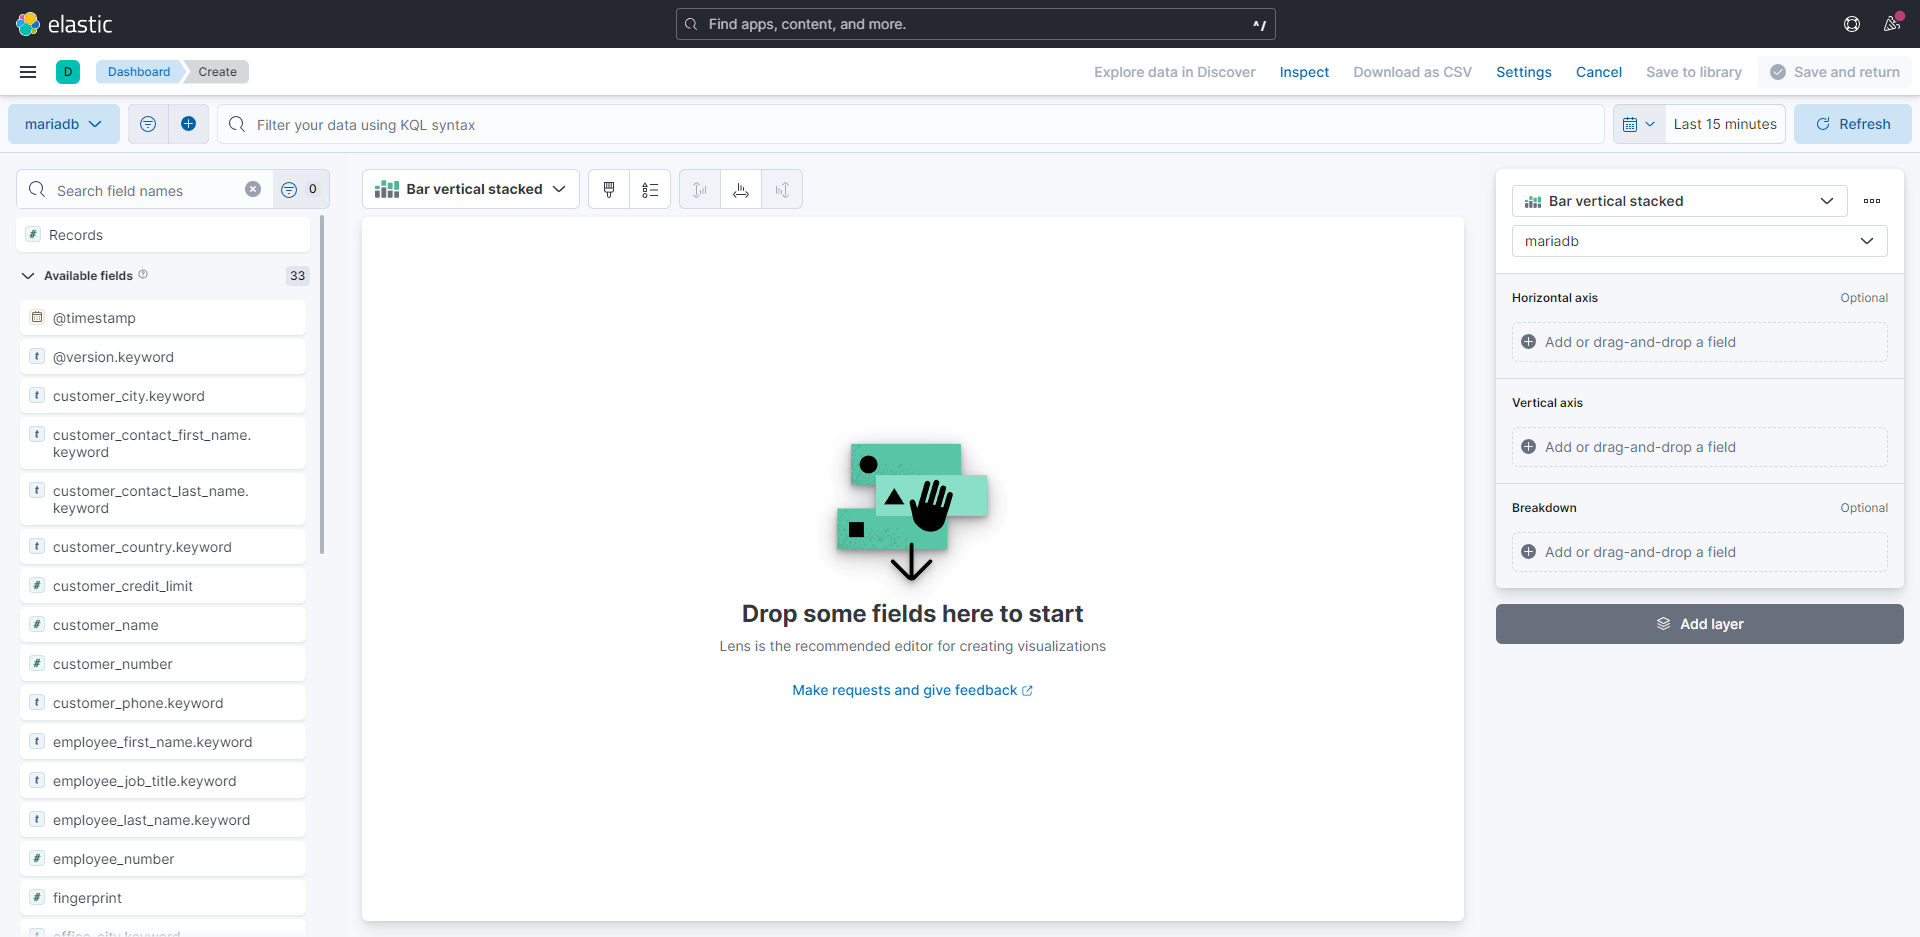 elastic
Find apps, content, and more.
^/
D
Dashboard
Create
Explore data in Discover
Inspect
Download as CSV
Settings
Cancel
Save to library
Save and return
mariadb
Filter your data using KQL syntax
Last 15 minutes
Refresh
Search field names
0
Records
Available fields
33
@timestamp
@version.keyword
customer_city.keyword
customer_contact_first_name.
keyword
customer_contact_last_name.
keyword
customer_country.keyword
customer_credit_limit
customer_name
customer_number
customer_phone.keyword
employee_first_name.keyword
employee_job_title.keyword
employee_last_name.keyword
employee_number
fingerprint
office_city.keyword
Bar vertical stacked
Drop some fields here to start
Lens is the recommended editor for creating visualizations
Make requests and give feedback
Bar vertical stacked
mariadb
Horizontal axis
Optional
Add or drag-and-drop a field
Vertical axis
Add or drag-and-drop a field
Breakdown
Optional
Add or drag-and-drop a field
Add layer